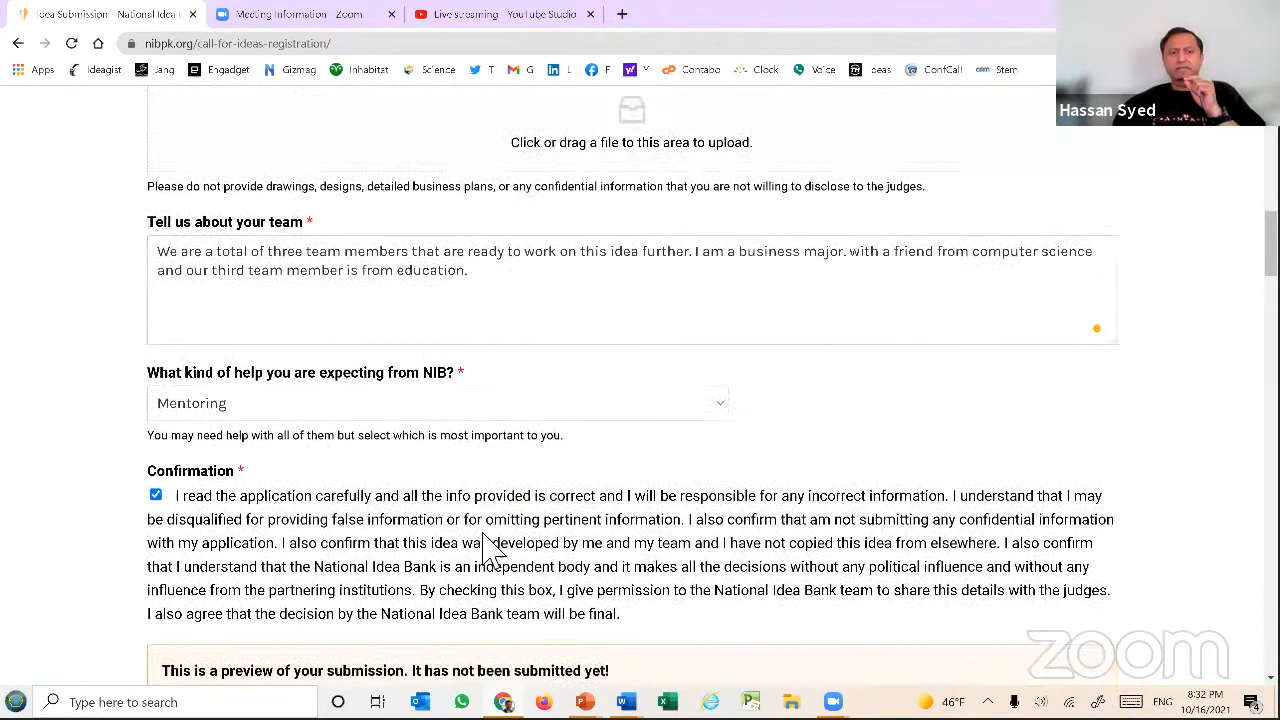 Idea Submission - National Id
Meeting Information - Zoom
Live streaming - YouTube Studio
nibpk.org/call-for-ideas-registration/
Apps Ideagist Jang Engadget Gizmag Inhabitat Science T G L F Y Contabo Clock Voice Ideas ConfCall Stem
Hassan Syed
Click or drag a file to this area to upload.
Please do not provide drawings, designs, detailed business plans, or any confidential information that you are not willing to disclose to the judges.
Tell us about your team *
We are a total of three team members that are ready to work on this idea further. I am a business major. with a friend from computer science
and our third team member is from education.
What kind of help you are expecting from NIB? *
Mentoring
You may need help with all of them but select which is most important to you.
Confirmation *
I read the application carefully and all the info provided is correct and I will be responsible for any incorrect information. I understand that I may
be disqualified for providing false information or for omitting pertinent information. I also confirm that am not submitting any confidential information
with my application. I also confirm that this idea was developed by me and my team and I have not copied this idea from elsewhere. I also confirm
that I understand that the National Idea Bank is an independent body and it makes all the decisions without any political influence and without any
influence from the partnering institutions. By checking this box, I give permission to the National Idea Bank team to share this details with the judges.
I also agree that the decision by the National Idea Bank team will be final.
zoom
This is a preview of your submission. It has not been submitted yet!
Type here to search
46°F
8:32 PM
10/16/2021